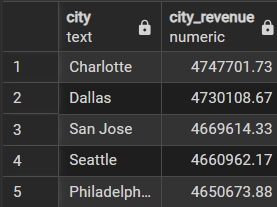 city city_revenue
text numeric
1 Charlotte 4747701.73
2 Dallas 4730108.67
3 San Jose 4669614.33
4 Seattle 4660962.17
5 Philadelph... 4650673.88